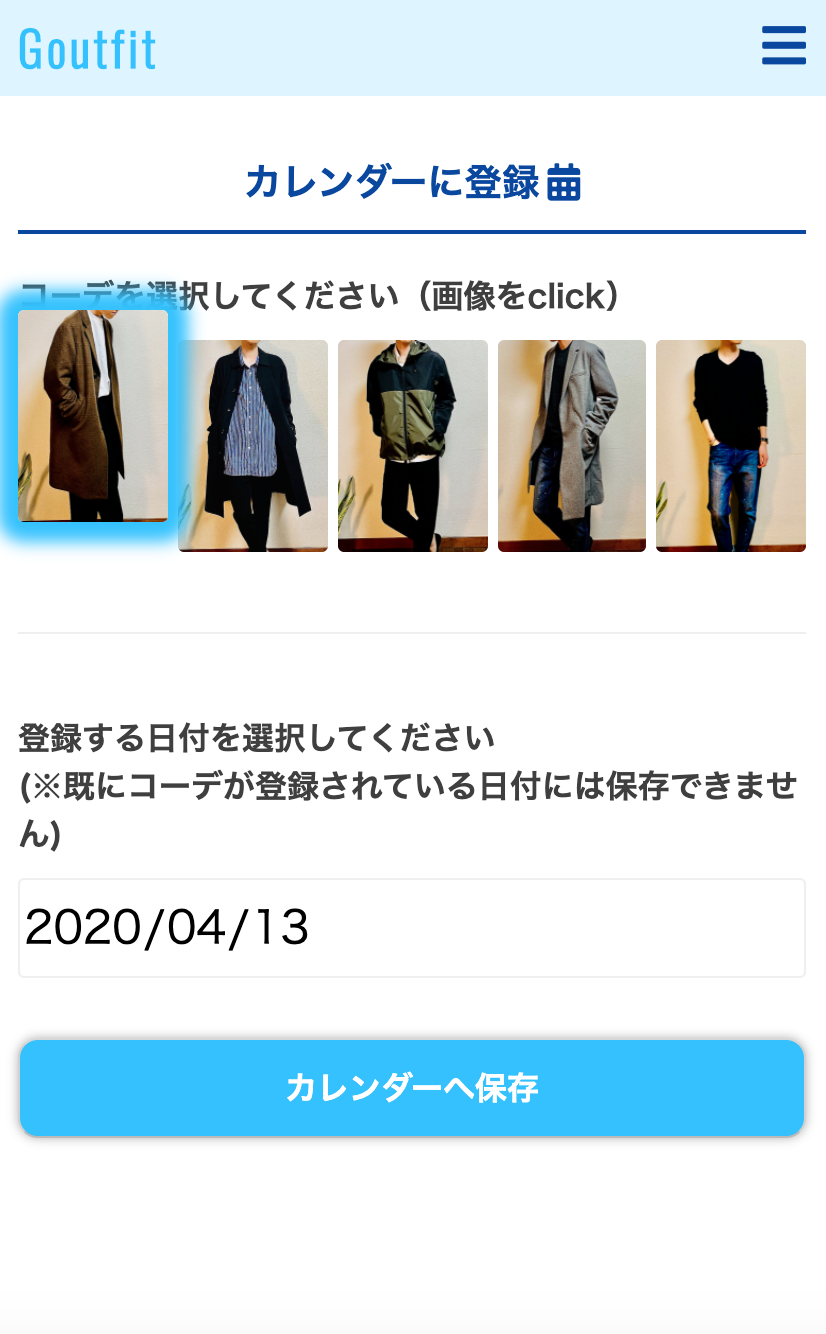 Goutfit
カレンダーに登録
コーデを選択してください（画像をclick）
登録する日付を選択してください
(※既にコーデが登録されている日付には保存できませ
ん)
2020/04/13
カレンダーへ保存